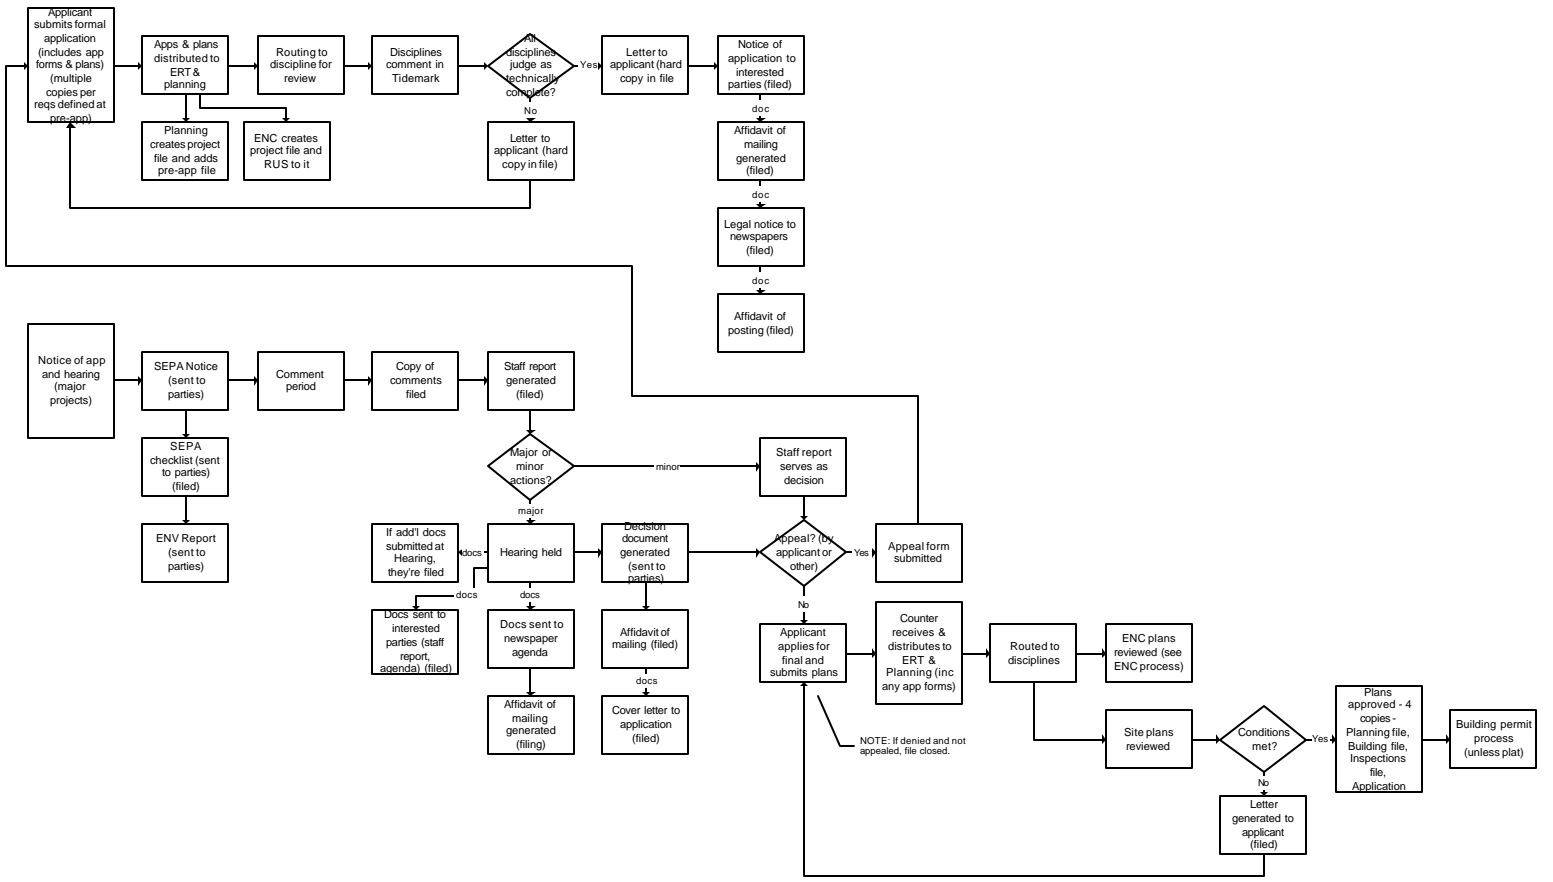 Applicant
submits formal
application
(includes app
forms & plans)
(multiple
copies per
reqs defined at
pre-app)
Apps & plans
distributed to
ERT &
planning
Routing to
discipline for
review
Disciplines
comment in
Tidemark
All
disciplines
judge as
technically
complete?
Yes
Letter to
applicant (hard
copy in file
Notice of
application to
interested
parties (filed)
No
doc
Planning
creates project
file and adds
pre-app file
ENC creates
project file and
RUS to it
Letter to
applicant (hard
copy in file)
Affidavit of
mailing
generated
(filed)
doc
Legal notice to
newspapers
(filed)
doc
Affidavit of
posting (filed)
Notice of app
and hearing
(major
projects)
SEPA Notice
(sent to
parties)
Comment
period
Copy of
comments
filed
Staff report
generated
(filed)
SEPA
checklist (sent
to parties)
(filed)
Major or
minor
actions?
minor
Staff report
serves as
decision
major
ENV Report
(sent to
parties)
If add'l docs
submitted at
Hearing,
they're filed
docs
Hearing held
Decision
document
generated
(sent to
parties)
Appeal? (by
applicant or
other)
Yes
Appeal form
submitted
docs
docs
No
Docs sent to
interested
parties (staff
report,
agenda) (filed)
Docs sent to
newspaper
agenda
Affidavit of
mailing (filed)
Applicant
applies for
final and
submits plans
Counter
receives &
distributes to
ERT &
Planning (inc
any app forms)
Routed to
disciplines
ENC plans
reviewed (see
ENC process)
docs
Affidavit of
mailing
generated
(filing)
Cover letter to
application
(filed)
NOTE: If denied and not
appealed, file closed.
Site plans
reviewed
Conditions
met?
Yes
Plans
approved - 4
copies -
Planning file,
Building file,
Inspections
file,
Application
Building permit
process
(unless plat)
No
Letter
generated to
applicant
(filed)